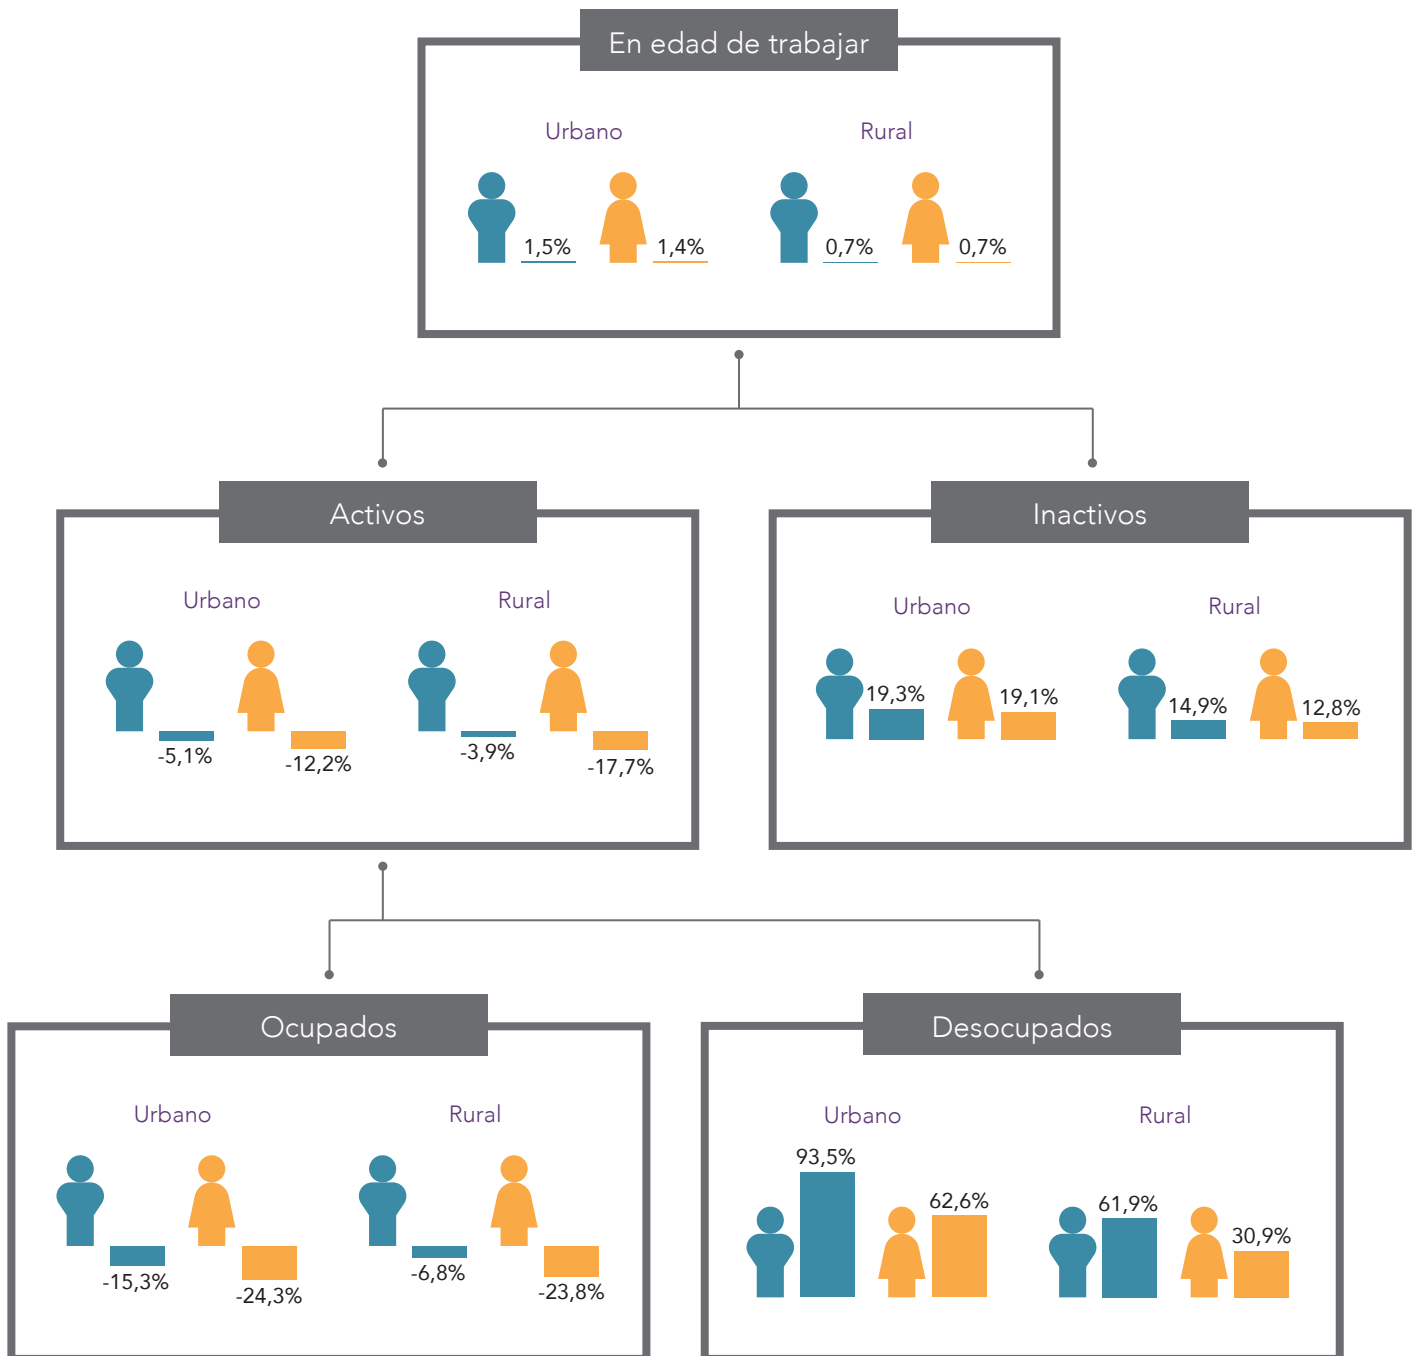 En edad de trabajar
Urbano
Rural
1,5%
1,4%
0,7%
0,7%
Activos
Urbano
Rural
-5,1%
-12,2%
-3,9%
-17,7%
Inactivos
Urbano
Rural
19,3%
19,1%
14,9%
12,8%
Ocupados
Urbano
Rural
-15,3%
-24,3%
-6,8%
-23,8%
Desocupados
Urbano
Rural
93,5%
62,6%
61,9%
30,9%